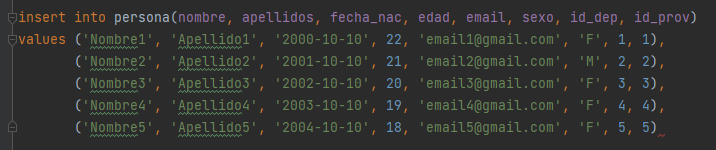 insert into persona(nombre, apellidos, fecha_nac, edad, email, sexo, id_dep, id_prov)
values ('Nombre1', 'Apellido1', '2000-10-10', 22, 'email1@gmail.com', 'F', 1, 1),
('Nombre2', 'Apellido2', '2001-10-10', 21, 'email2@gmail.com', 'M', 2, 2),
('Nombre3', 'Apellido3', '2002-10-10', 20, 'email3@gmail.com', 'F', 3, 3),
('Nombre4', 'Apellido4', '2003-10-10', 19, 'email4@gmail.com', 'F', 4, 4),
('Nombre5', 'Apellido5', '2004-10-10', 18, 'email5@gmail.com', 'F', 5, 5)